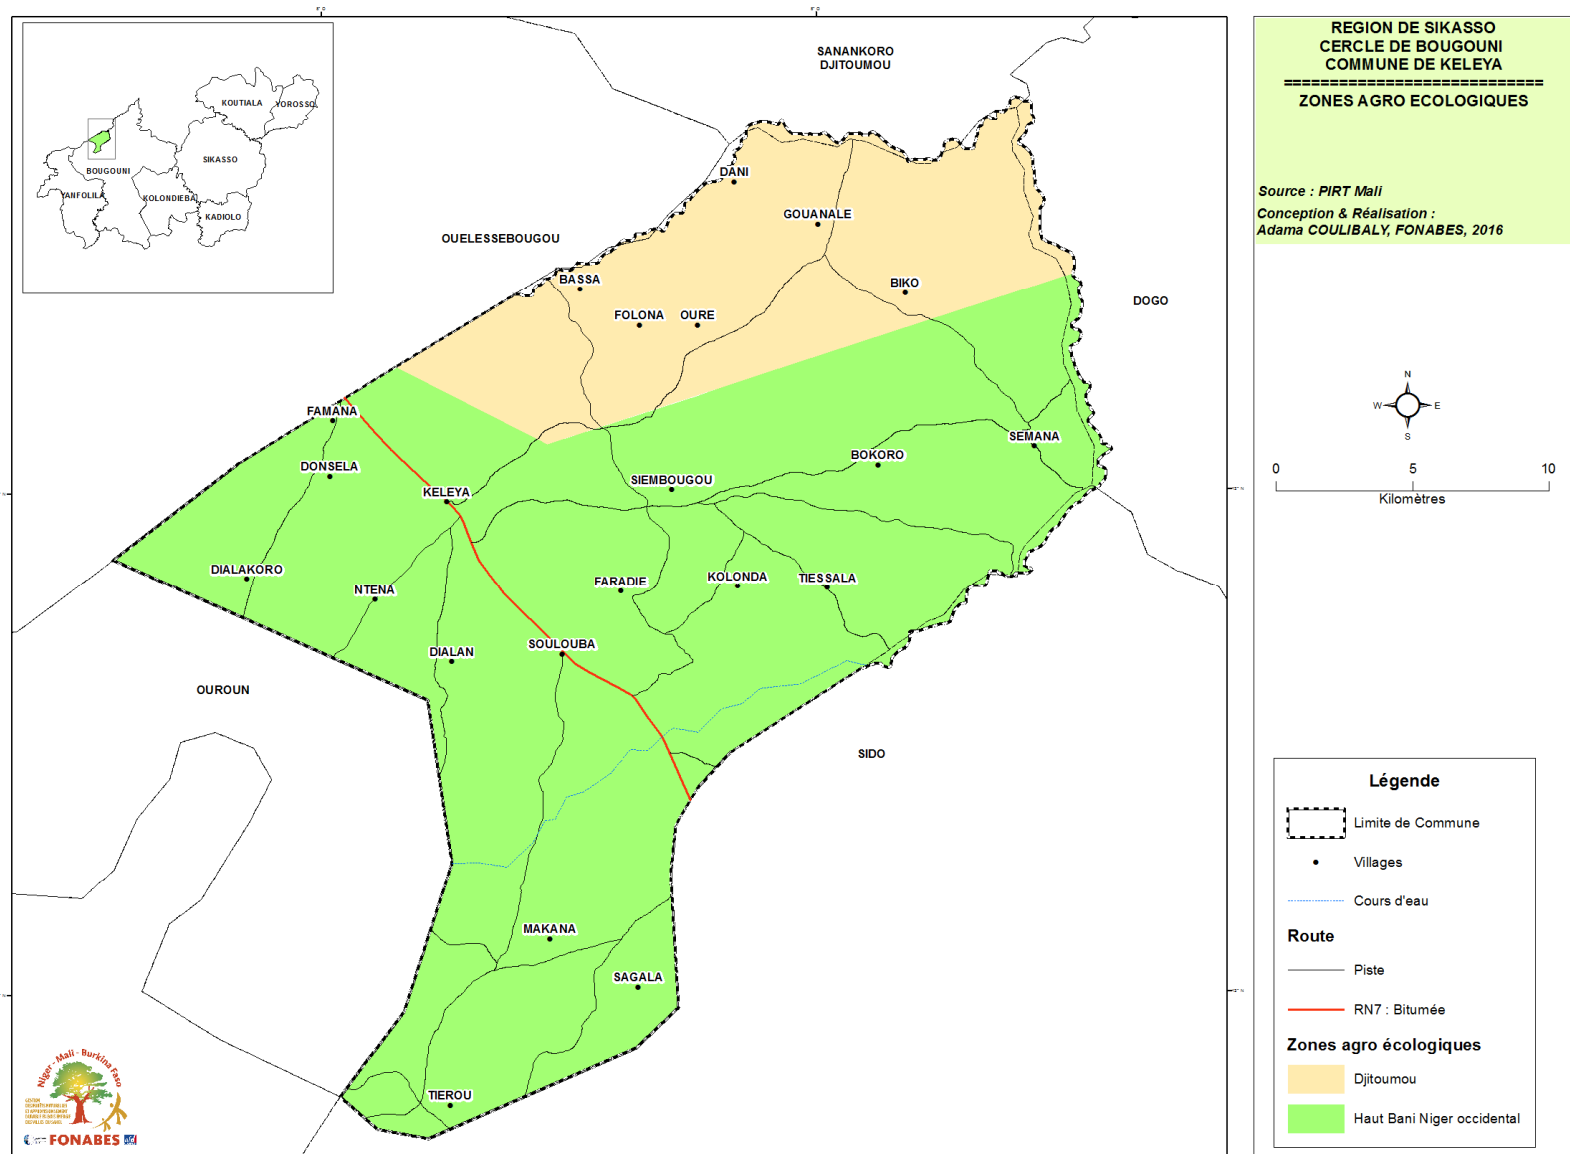 REGION DE SIKASSO
CERCLE DE BOUGOUNI
COMMUNE DE KELEYA
============================
ZONES AGRO ECOLOGIQUES
Source : PIRT Mali
Conception & Réalisation :
Adama COULIBALY, FONABES, 2016
KOUTIALA
YOROSSO
SIKASSO
BOUGOUNI
YANFOLILA
KOLONDIEBA
KADIOLO
SANANKORO
DJITOUMOU
OUELESSEBOUGOU
DOGO
OUROUN
SIDO
DANI
GOUANALE
BASSA
BIKO
FOLONA
OURE
FAMANA
SEMANA
DONSELA
BOKORO
SIEMBOUGOU
KELEYA
DIALAKORO
NTENA
FARADIE
KOLONDA
TIESSALA
DIALAN
SOULOUBA
MAKANA
SAGALA
TIEROU
N
W
E
S
0
5
10
Kilomètres
Légende
Limite de Commune
Villages
Cours d'eau
Route
Piste
RN7 : Bitumée
Zones agro écologiques
Djitoumou
Haut Bani Niger occidental
Niger - Mali - Burkina Faso
FONABES